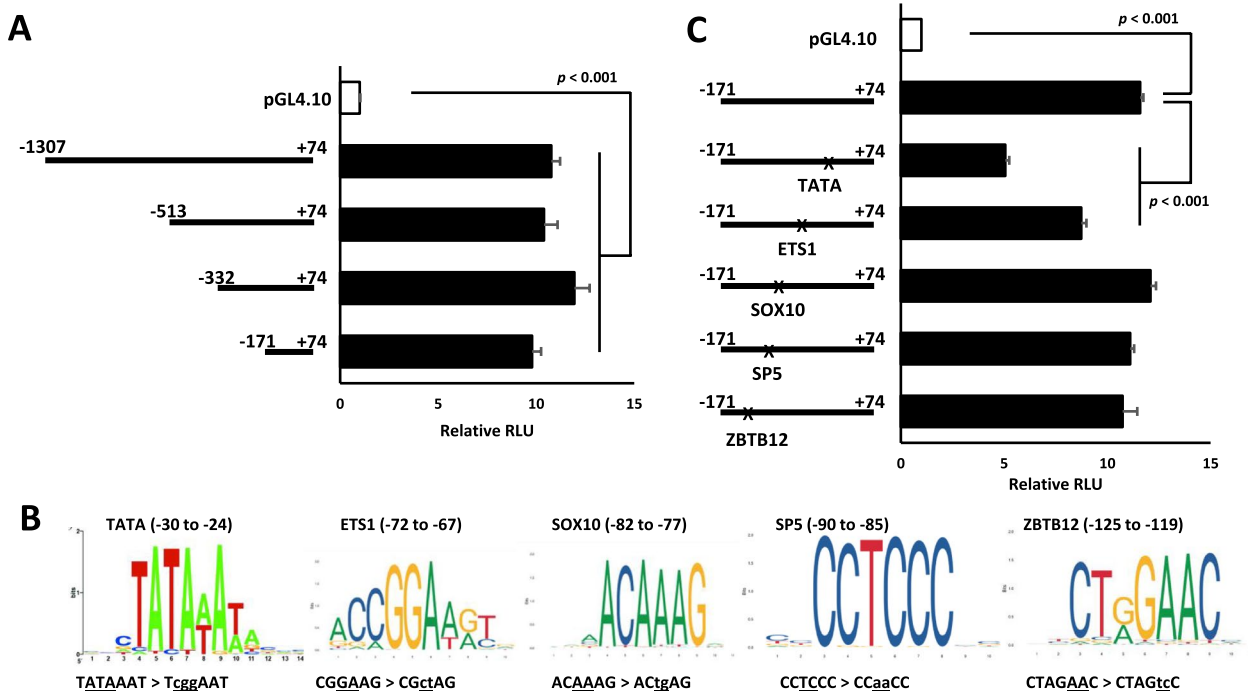 A
pGL4.10
p < 0.001
-1307 +74
-513 +74
-332 +74
-171 +74
0 5 10 15
Relative RLU
C
pGL4.10
p < 0.001
-171 +74
-171 +74
TATA
p < 0.001
-171 +74
ETS1
-171 +74
SOX10
-171 +74
SP5
-171 +74
ZBTB12
0 5 10 15
Relative RLU
B
TATA (-30 to -24)
ETS1 (-72 to -67)
SOX10 (-82 to -77)
SP5 (-90 to -85)
ZBTB12 (-125 to -119)
TATAAAT > TcggAAT
CGGAAG > CGctAG
ACAAAG > ACtgAG
CCTCCC > CCaaCC
CTAGAAC > CTAGtcC